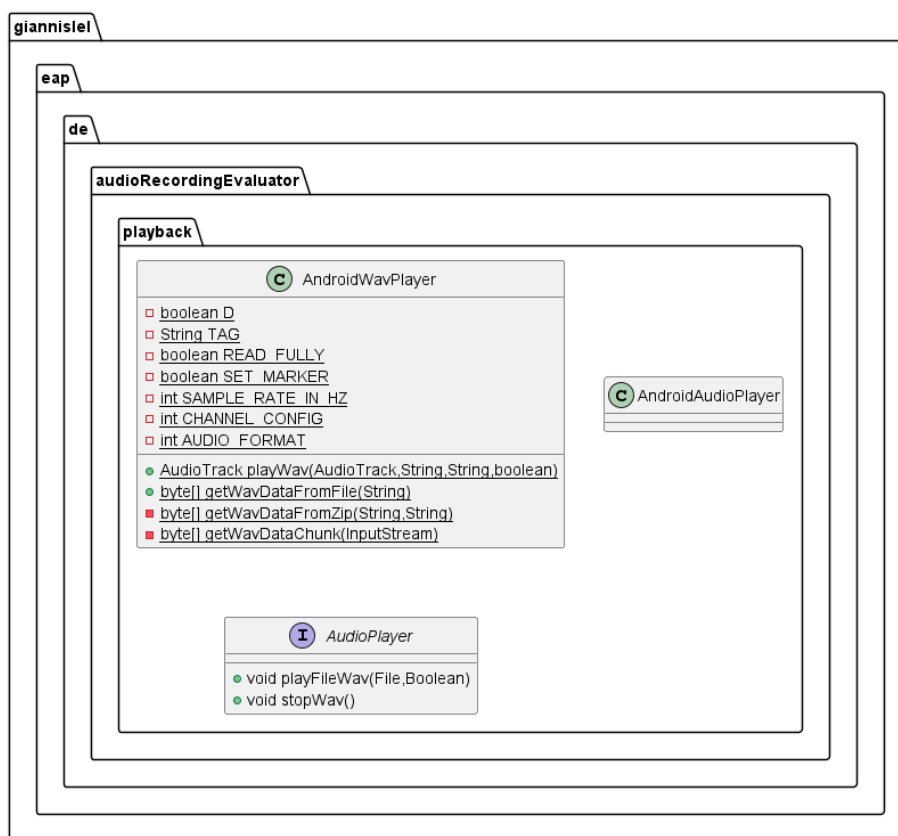 giannislel
eap
de
audioRecordingEvaluator
playback
C AndroidWavPlayer
boolean D
String TAG
boolean READ_FULLY
boolean SET_MARKER
int SAMPLE_RATE_IN_HZ
int CHANNEL_CONFIG
int AUDIO_FORMAT
AudioTrack playWav(AudioTrack,String,String,boolean)
byte[] getWavDataFromFile(String)
byte[] getWavDataFromZip(String,String)
byte[] getWavDataChunk(InputStream)
C AndroidAudioPlayer
I AudioPlayer
void playFileWav(File,Boolean)
void stopWav()